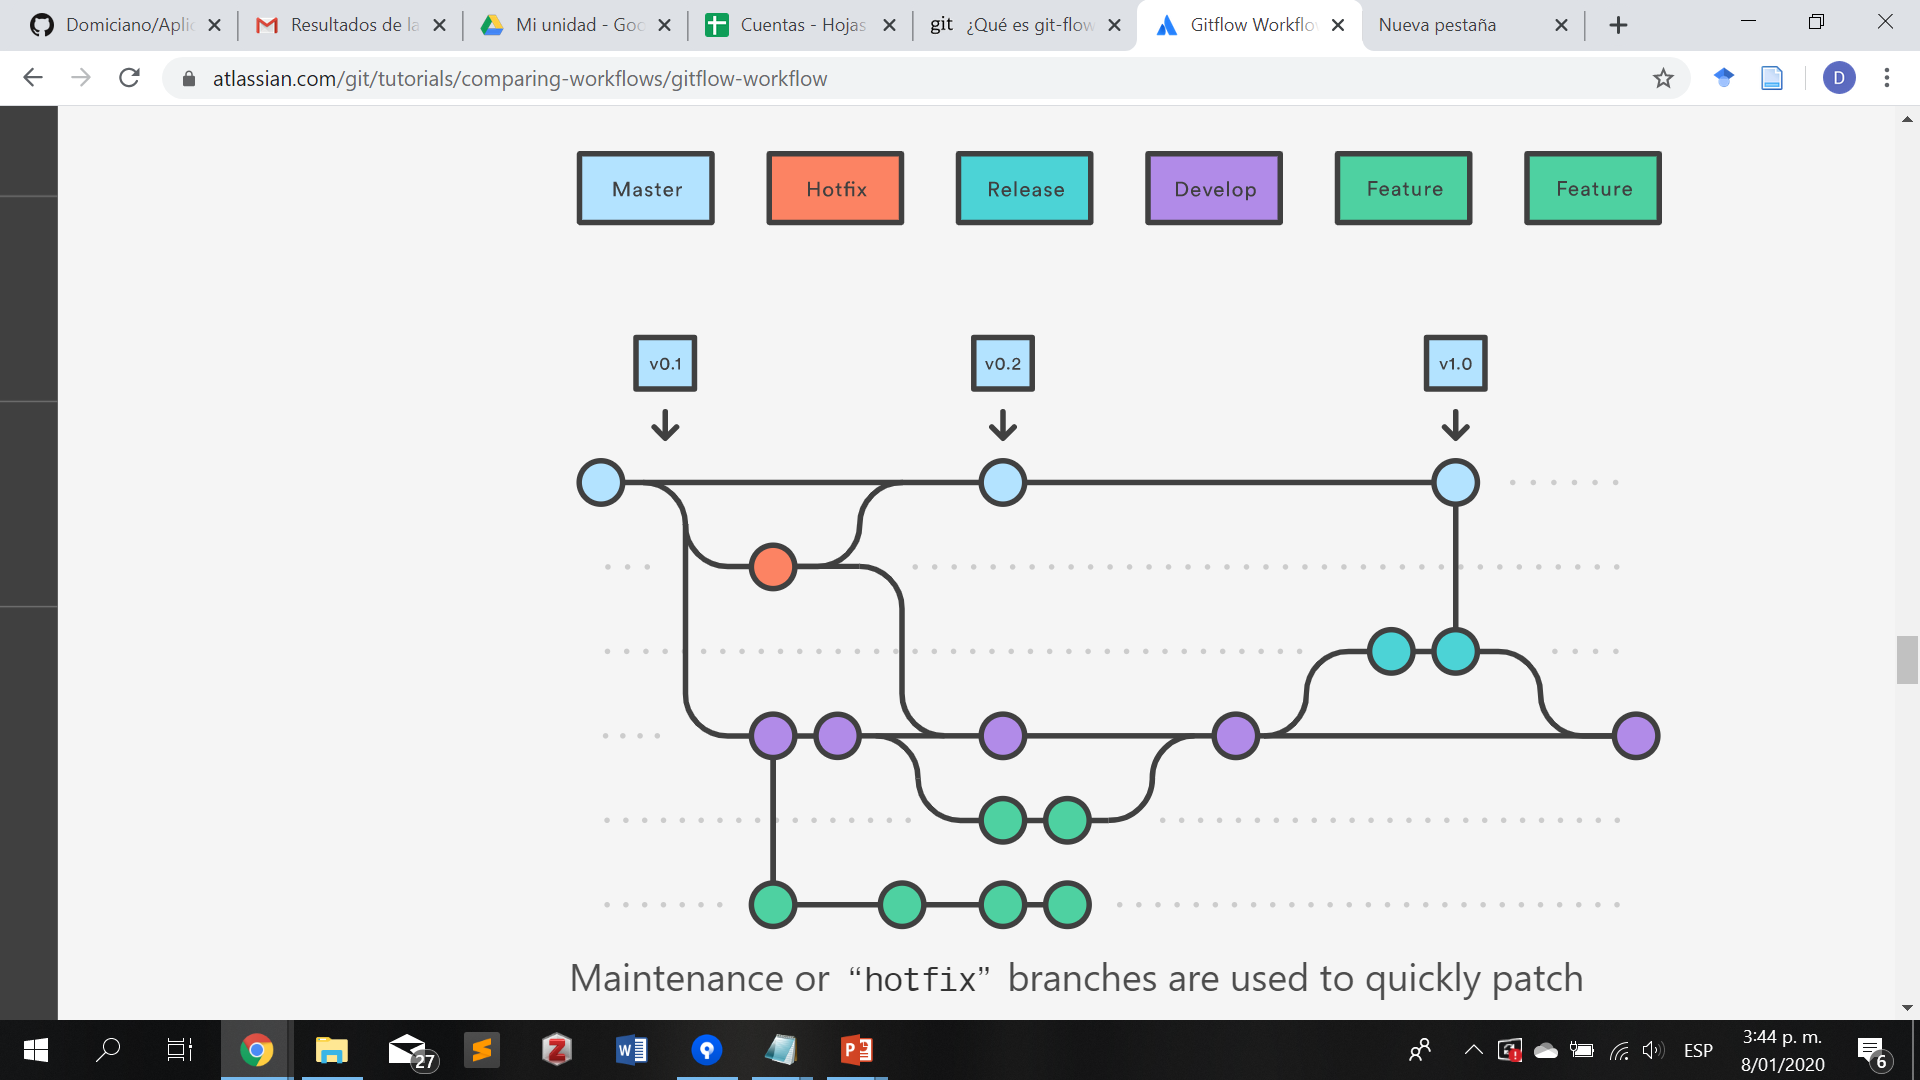 Domiciano/Aplic
Resultados de la
Mi unidad - Goo
Cuentas - Hojas
git ¿Qué es git-flow
Gitflow Workflo
Nueva pestaña
atlassian.com/git/tutorials/comparing-workflows/gitflow-workflow
D
Master
Hotfix
Release
Develop
Feature
Feature
v0.1
v0.2
v1.0
Maintenance or “hotfix” branches are used to quickly patch
27
ESP
3:44 p. m.
8/01/2020
6